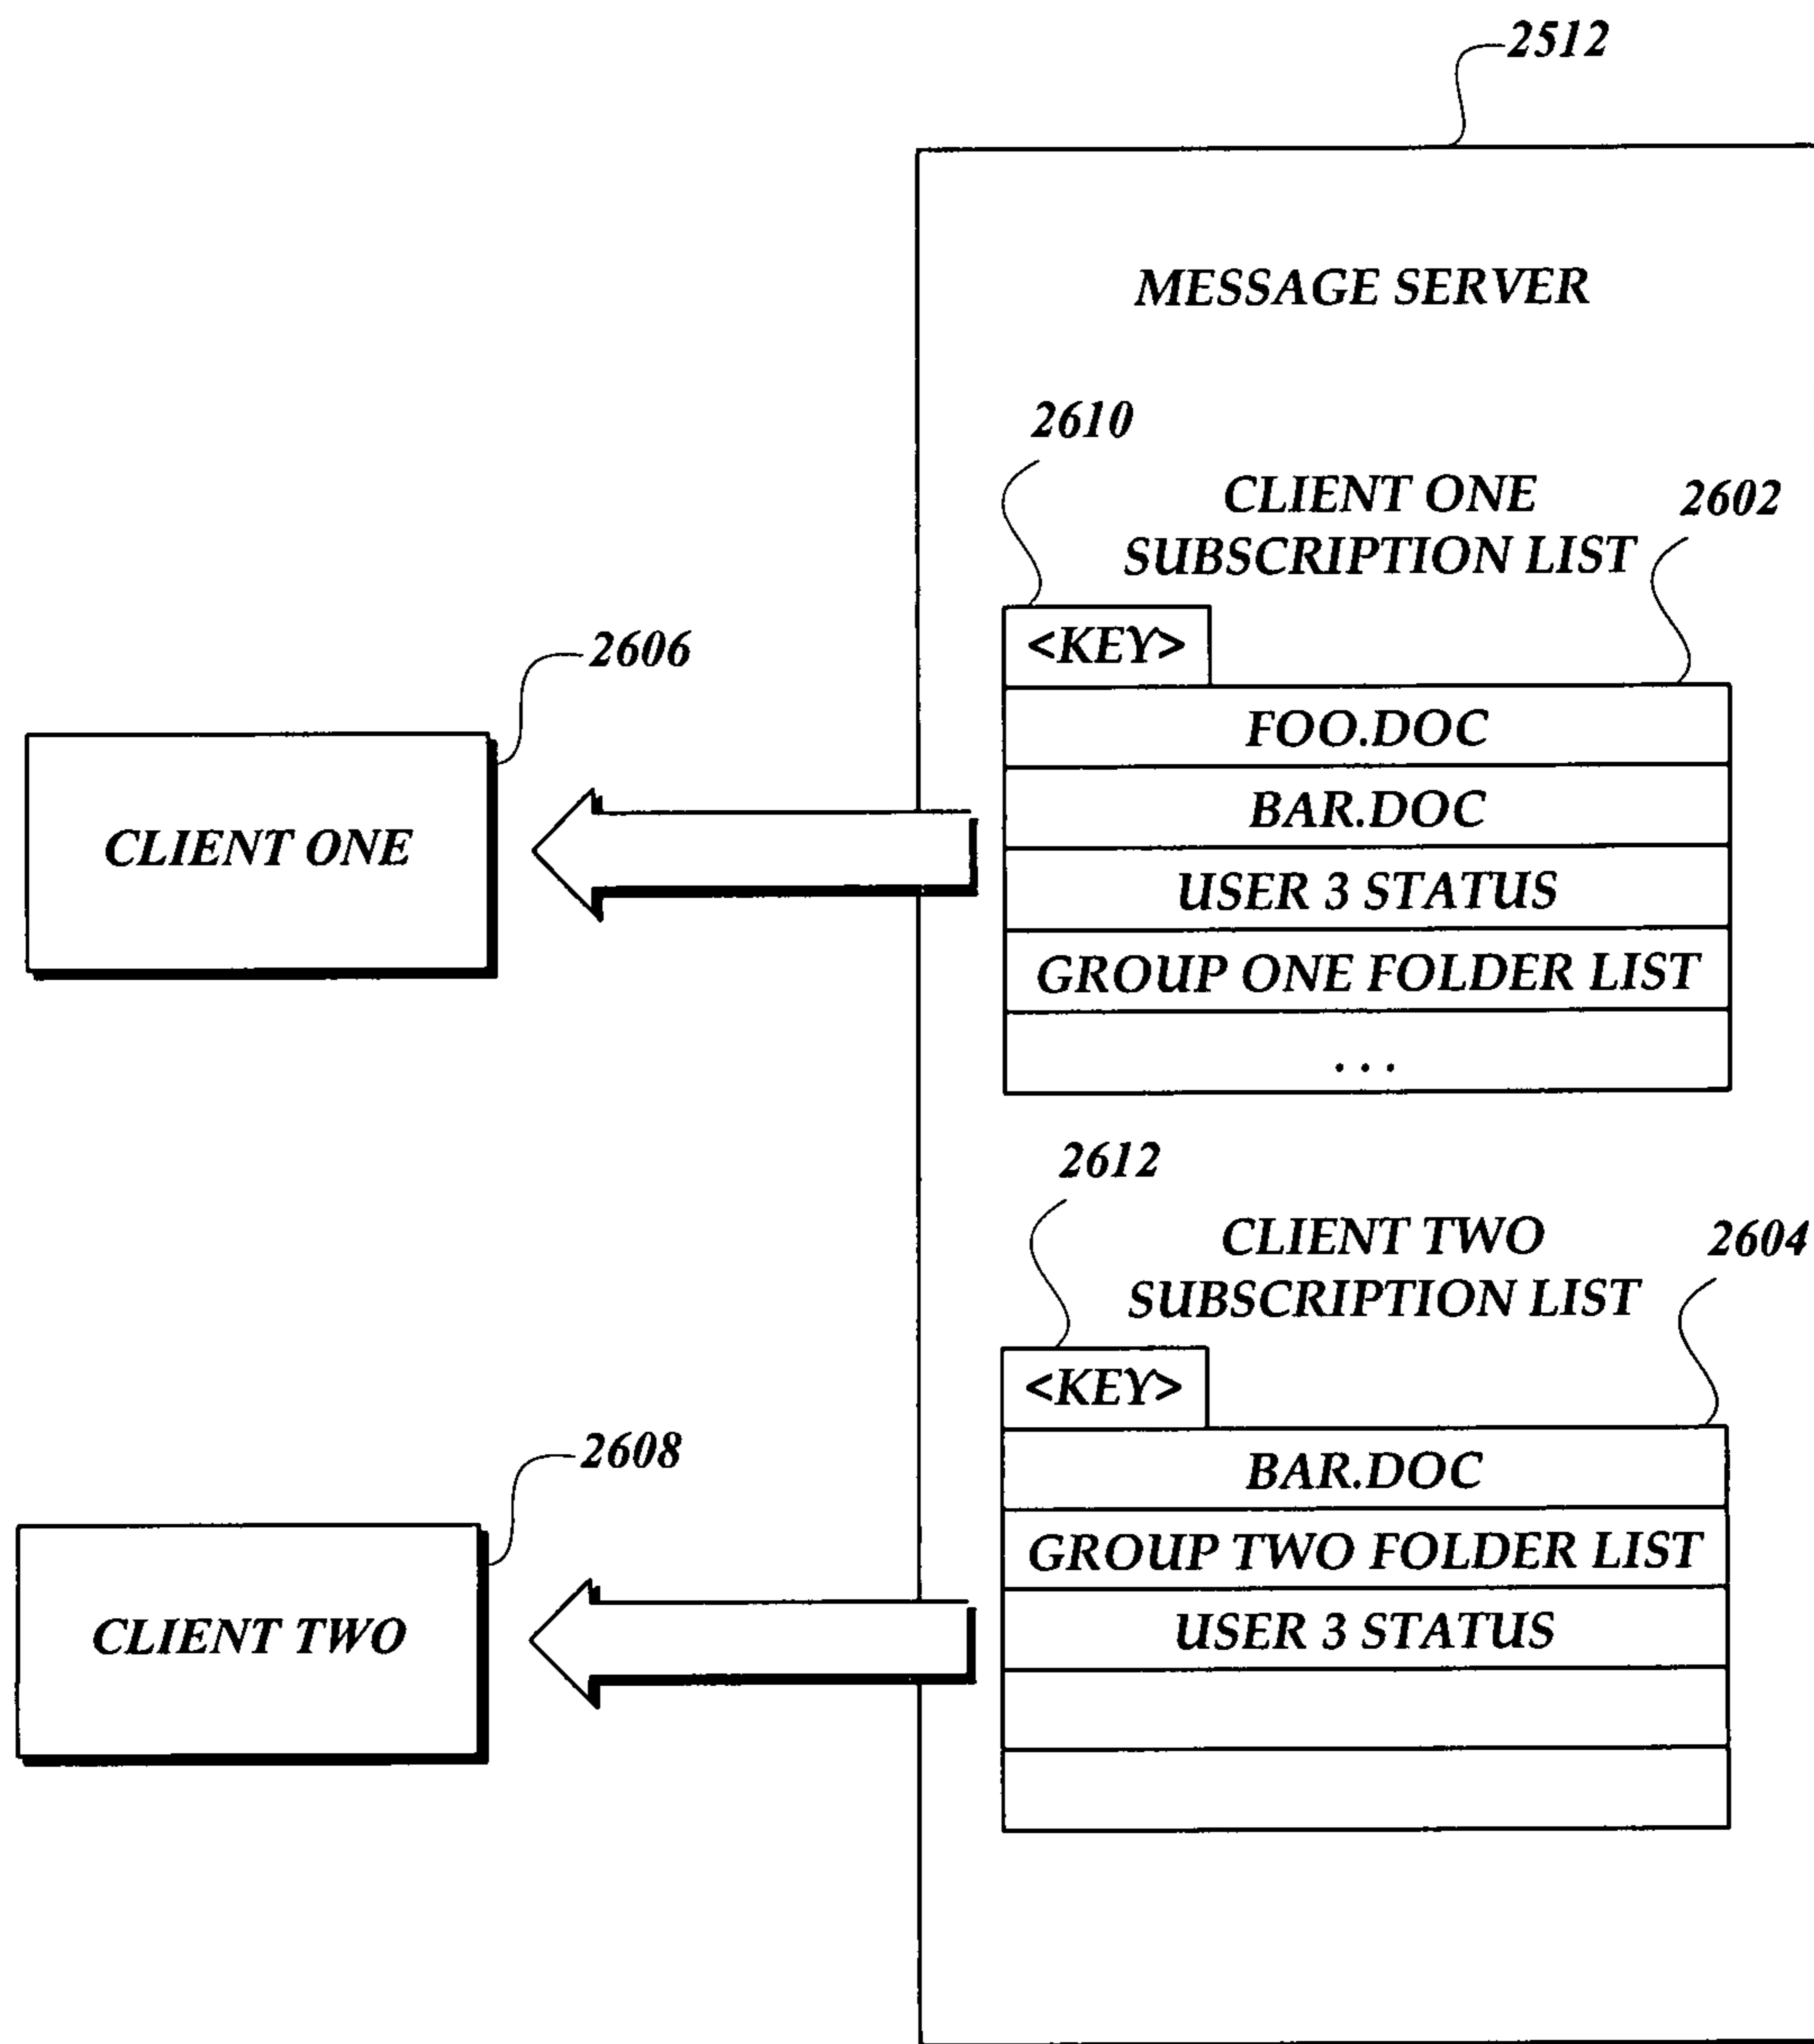 2512
MESSAGE SERVER
2610
CLIENT ONE
SUBSCRIPTION LIST
2602
<KEY>
FOO.DOC
BAR.DOC
USER 3 STATUS
GROUP ONE FOLDER LIST
...
2606
CLIENT ONE
2612
CLIENT TWO
SUBSCRIPTION LIST
2604
<KEY>
BAR.DOC
GROUP TWO FOLDER LIST
USER 3 STATUS
2608
CLIENT TWO